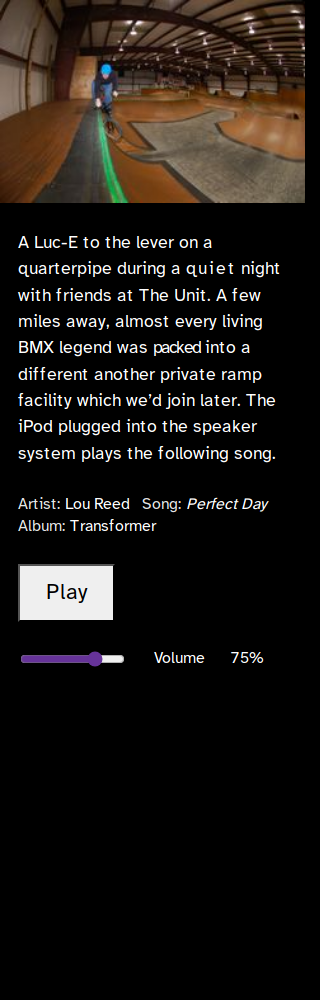 A Luc-E to the lever on a
quarterpipe during a quiet night
with friends at The Unit. A few
miles away, almost every living
BMX legend was packed into a
different another private ramp
facility which we’d join later. The
iPod plugged into the speaker
system plays the following song.
Artist: Lou Reed Song: Perfect Day
Album: Transformer
Play
Volume 75%